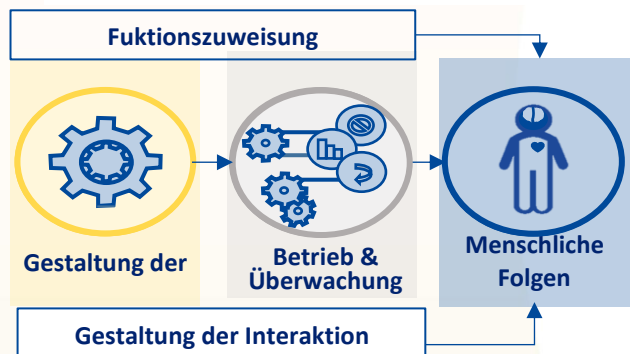 Fuktionszuweisung
Gestaltung der
Betrieb &
Überwachung
Menschliche
Folgen
Gestaltung der Interaktion